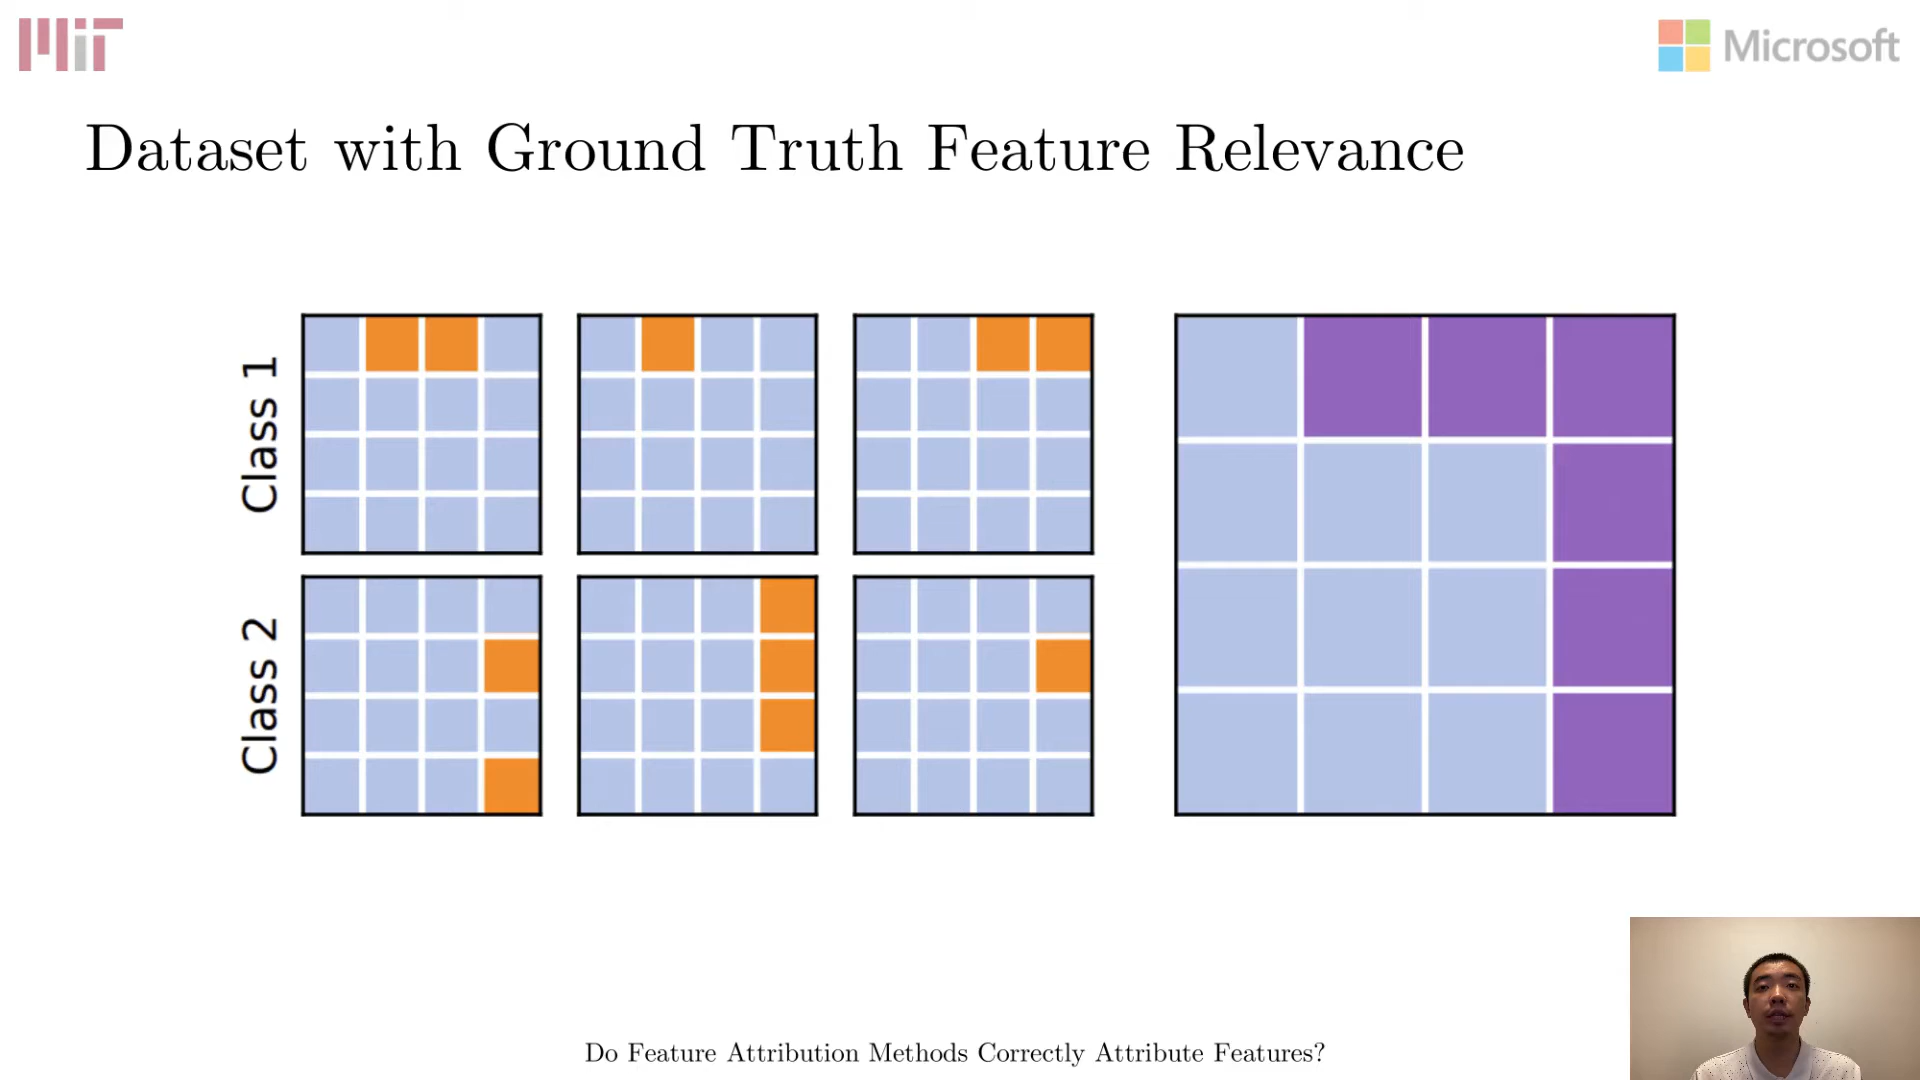 MIT
Microsoft
Dataset with Ground Truth Feature Relevance
Class 1
Class 2
Do Feature Attribution Methods Correctly Attribute Features?